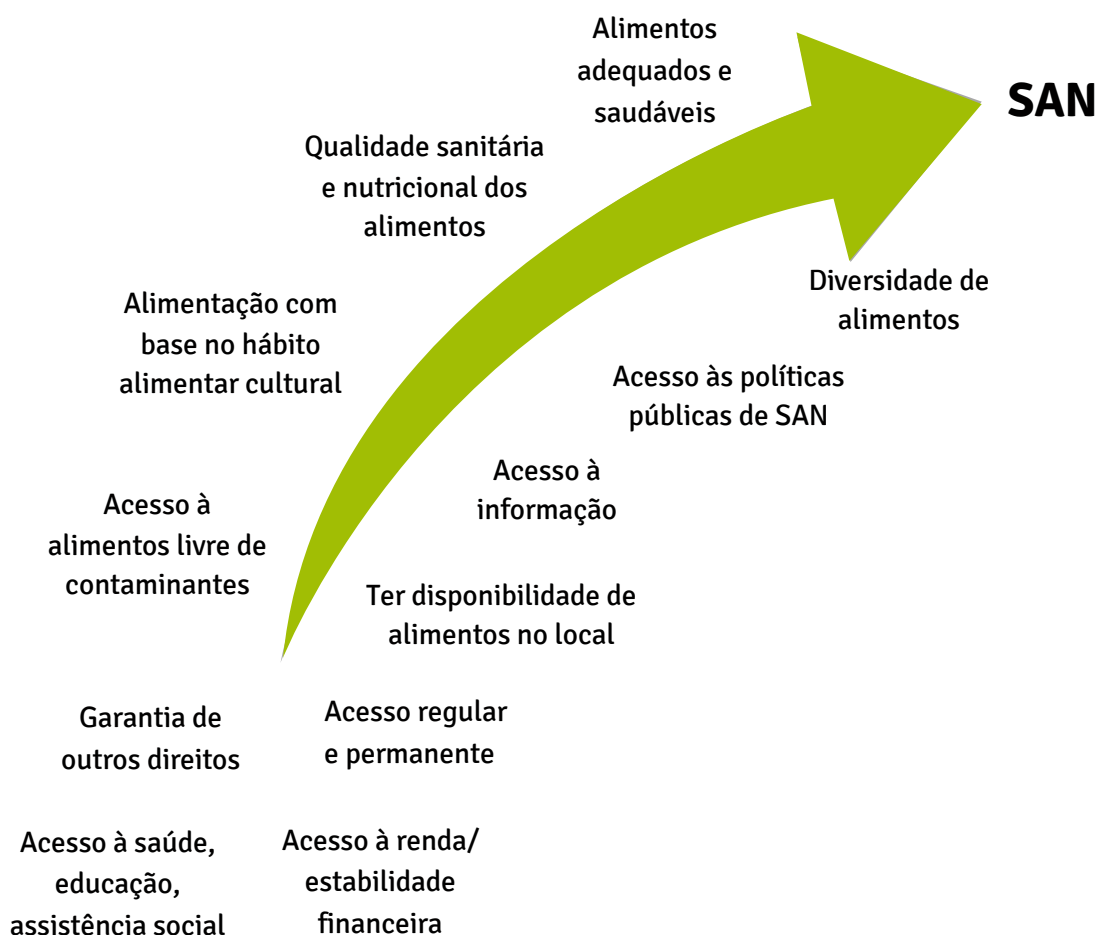 Alimentos
adequados e
saudáveis
SAN
Qualidade sanitária
e nutricional dos
alimentos
Diversidade de
alimentos
Alimentação com
base no hábito
alimentar cultural
Acesso às políticas
públicas de SAN
Acesso à
informação
Acesso à
alimentos livre de
contaminantes
Ter disponibilidade de
alimentos no local
Garantia de
outros direitos
Acesso regular
e permanente
Acesso à saúde,
educação,
assistência social
Acesso à renda/
estabilidade
financeira